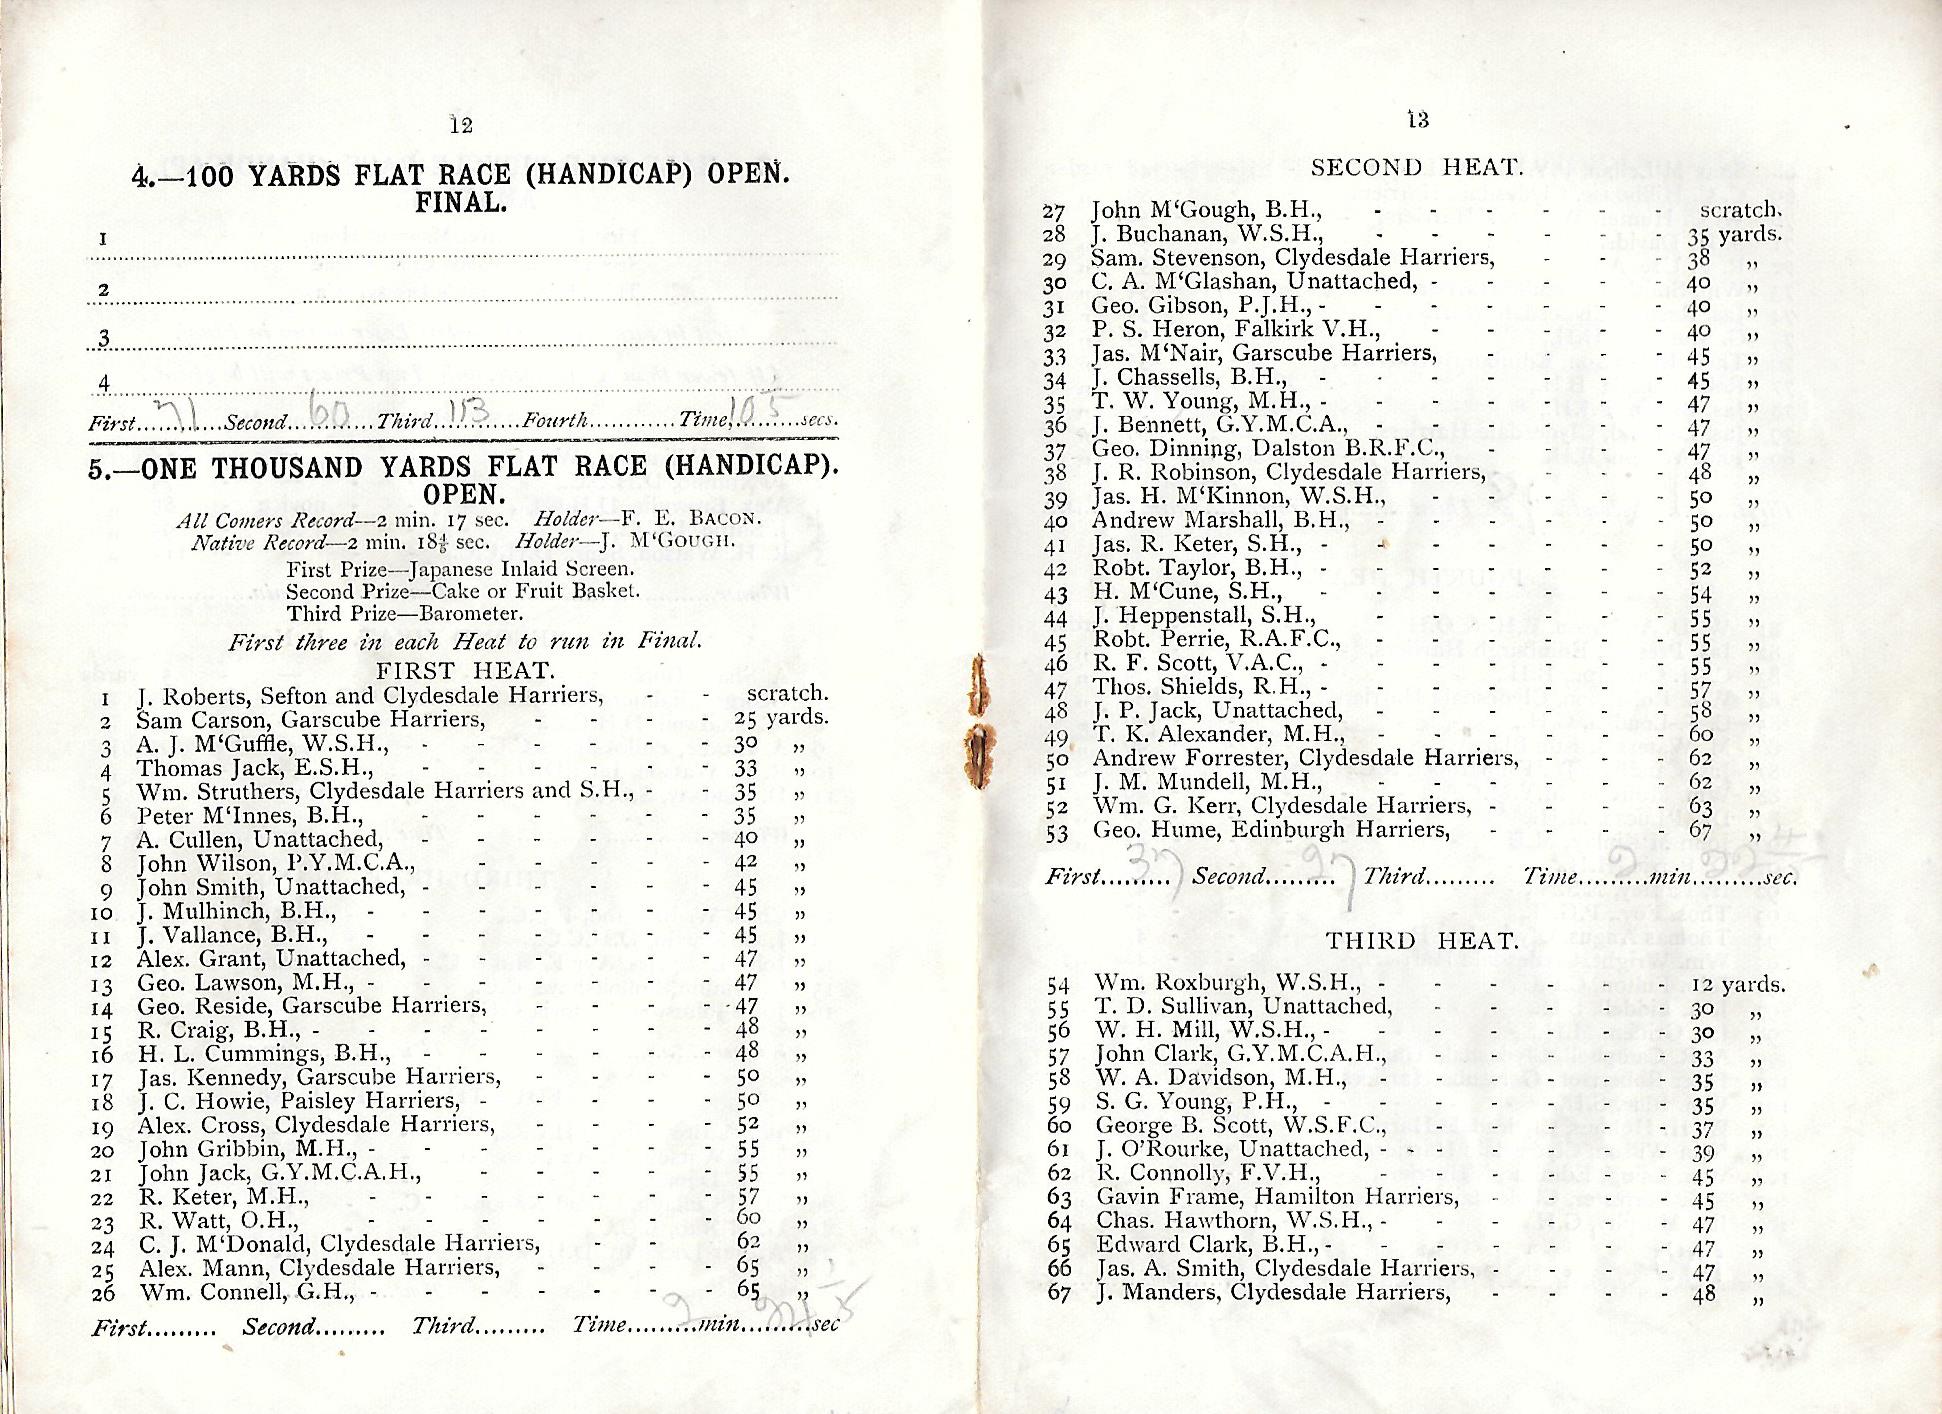 12
4.—100 YARDS FLAT RACE (HANDICAP) OPEN.
FINAL.
1
2
3
4
First 71 Second 60 Third 113 Fourth............ Time, 10 5 secs.
5.—ONE THOUSAND YARDS FLAT RACE (HANDICAP).
OPEN.
All Comers Record—2 min. 17 sec. Holder—F. E. BACON.
Native Record—2 min. 18⅘ sec. Holder—J. M‘GOUGH.
First Prize—Japanese Inlaid Screen.
Second Prize—Cake or Fruit Basket.
Third Prize—Barometer.
First three in each Heat to run in Final.
FIRST HEAT.
1 J. Roberts, Sefton and Clydesdale Harriers, - - scratch.
2 Sam Carson, Garscube Harriers, - - - - 25 yards.
3 A. J. M‘Guffie, W.S.H., - - - - - - 30 ,,
4 Thomas Jack, E.S.H., - - - - - - 33 ,,
5 Wm. Struthers, Clydesdale Harriers and S.H., - - 35 ,,
6 Peter M‘Innes, B.H., - - - - - - 35 ,,
7 A. Cullen, Unattached, - - - - - - 40 ,,
8 John Wilson, P.Y.M.C.A., - - - - - 42 ,,
9 John Smith, Unattached, - - - - - - 45 ,,
10 J. Mulhinch, B.H., - - - - - - - 45 ,,
11 J. Vallance, B.H., - - - - - - - 45 ,,
12 Alex. Grant, Unattached, - - - - - - 47 ,,
13 Geo. Lawson, M.H., - - - - - - - 47 ,,
14 Geo. Reside, Garscube Harriers, - - - - 47 ,,
15 R. Craig, B.H., - - - - - - - - 48 ,,
16 H. L. Cummings, B.H., - - - - - - 48 ,,
17 Jas. Kennedy, Garscube Harriers, - - - - 50 ,,
18 J. C. Howie, Paisley Harriers, - - - - - 50 ,,
19 Alex. Cross, Clydesdale Harriers, - - - - 52 ,,
20 John Gribbin, M.H., - - - - - - - 55 ,,
21 John Jack, G.Y.M.C.A.H., - - - - - 55 ,,
22 R. Keter, M.H., - - - - - - - 57 ,,
23 R. Watt, O.H., - - - - - - - 60 ,,
24 C. J. M‘Donald, Clydesdale Harriers, - - - 62 ,,
25 Alex. Mann, Clydesdale Harriers, - - - - 65 ,,
26 Wm. Connell, G.H., - - - - - - - 65 ,,
First......... Second......... Third......... Time 2 min.........sec
13
SECOND HEAT.
27 John M‘Gough, B.H., - - - - - - scratch.
28 J. Buchanan, W.S.H., - - - - - - 35 yards.
29 Sam. Stevenson, Clydesdale Harriers, - - - 38 ,,
30 C. A. M‘Glashan, Unattached, - - - - - 40 ,,
31 Geo. Gibson, P.J.H., - - - - - - - 40 ,,
32 P. S. Heron, Falkirk V.H., - - - - - 40 ,,
33 Jas. M‘Nair, Garscube Harriers, - - - - 45 ,,
34 J. Chassells, B.H., - - - - - - - 45 ,,
35 T. W. Young, M.H., - - - - - - - 47 ,,
36 J. Bennett, G.Y.M.C.A., - - - - - - 47 ,,
37 Geo. Dinning, Dalston B.R.F.C., - - - - 47 ,,
38 J. R. Robinson, Clydesdale Harriers, - - - - 48 ,,
39 Jas. H. M‘Kinnon, W.S.H., - - - - - 50 ,,
40 Andrew Marshall, B.H., - - - - - - 50 ,,
41 Jas. R. Keter, S.H., - - - - - - - 50 ,,
42 Robt. Taylor, B.H., - - - - - - - 52 ,,
43 H. M‘Cune, S.H., - - - - - - - 54 ,,
44 J. Heppenstall, S.H., - - - - - - - 55 ,,
45 Robt. Perrie, R.A.F.C., - - - - - - 55 ,,
46 R. F. Scott, V.A.C., - - - - - - - 55 ,,
47 Thos. Shields, R.H., - - - - - - - 57 ,,
48 J. P. Jack, Unattached, - - - - - - 58 ,,
49 T. K. Alexander, M.H., - - - - - - 60 ,,
50 Andrew Forrester, Clydesdale Harriers, - - - 62 ,,
51 J. M. Mundell, M.H., - - - - - - 62 ,,
52 Wm. G. Kerr, Clydesdale Harriers, - - - - 63 ,,
53 Geo. Hume, Edinburgh Harriers, - - - - 67 ,,
First 37 Second 27 Third......... Time 2 min 22 sec.
THIRD HEAT.
54 Wm. Roxburgh, W.S.H., - - - - - - 12 yards.
55 T. D. Sullivan, Unattached, - - - - - 30 ,,
56 W. H. Mill, W.S.H., - - - - - - - 30 ,,
57 John Clark, G.Y.M.C.A.H., - - - - - 33 ,,
58 W. A. Davidson, M.H., - - - - - - 35 ,,
59 S. G. Young, P.H., - - - - - - - 35 ,,
60 George B. Scott, W.S.F.C., - - - - - 37 ,,
61 J. O’Rourke, Unattached, - - - - - - 39 ,,
62 R. Connolly, F.V.H., - - - - - - 45 ,,
63 Gavin Frame, Hamilton Harriers, - - - - 45 ,,
64 Chas. Hawthorn, W.S.H., - - - - - - 47 ,,
65 Edward Clark, B.H., - - - - - - - 47 ,,
66 Jas. A. Smith, Clydesdale Harriers, - - - - 47 ,,
67 J. Manders, Clydesdale Harriers, - - - - 48 ,,